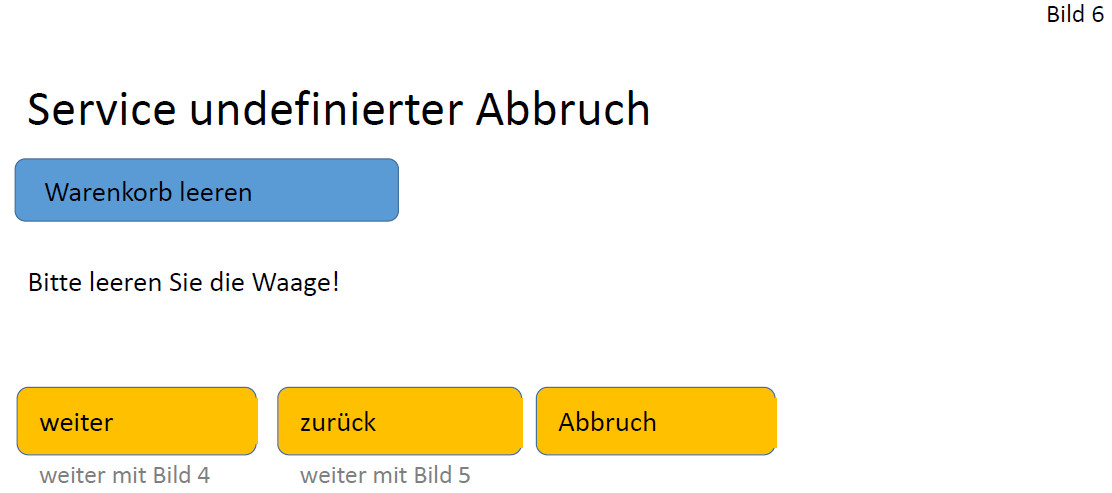 Bild 6
Service undefinierter Abbruch
Warenkorb leeren
Bitte leeren Sie die Waage!
weiter zurück Abbruch
weiter mit Bild 4 weiter mit Bild 5